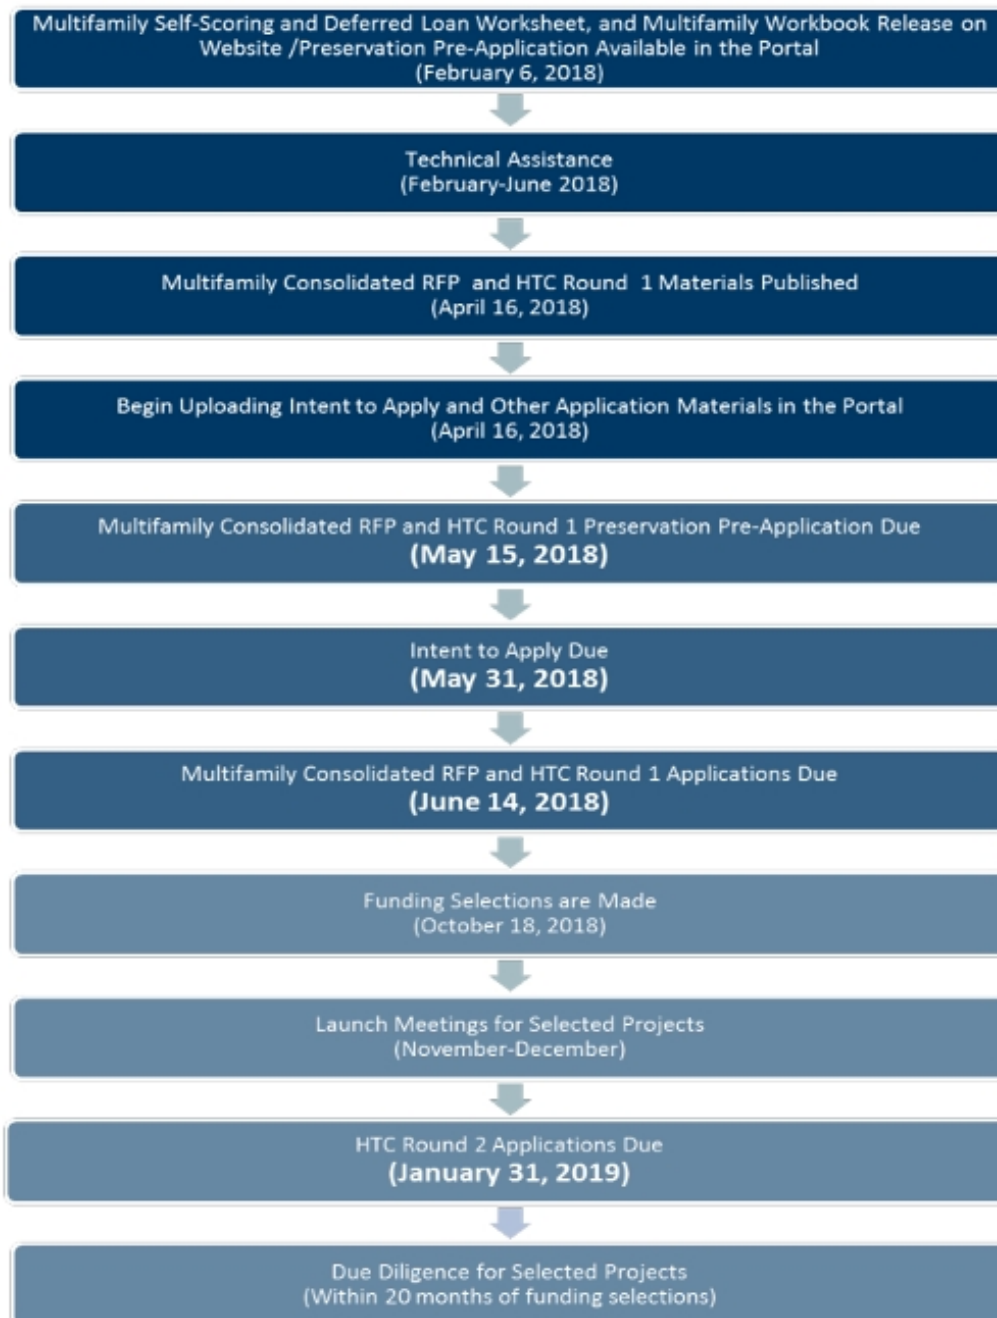 Multifamily Self-Scoring and Deferred Loan Worksheet, and Multifamily Workbook Release on
Website /Preservation Pre-Application Available in the Portal
(February 6, 2018)
Technical Assistance
(February-June 2018)
Multifamily Consolidated RFP and HTC Round 1 Materials Published
(April 16, 2018)
Begin Uploading Intent to Apply and Other Application Materials in the Portal
(April 16, 2018)
Multifamily Consolidated RFP and HTC Round 1 Preservation Pre-Application Due
(May 15, 2018)
Intent to Apply Due
(May 31, 2018)
Multifamily Consolidated RFP and HTC Round 1 Applications Due
(June 14, 2018)
Funding Selections are Made
(October 18, 2018)
Launch Meetings for Selected Projects
(November-December)
HTC Round 2 Applications Due
(January 31, 2019)
Due Diligence for Selected Projects
(Within 20 months of funding selections)